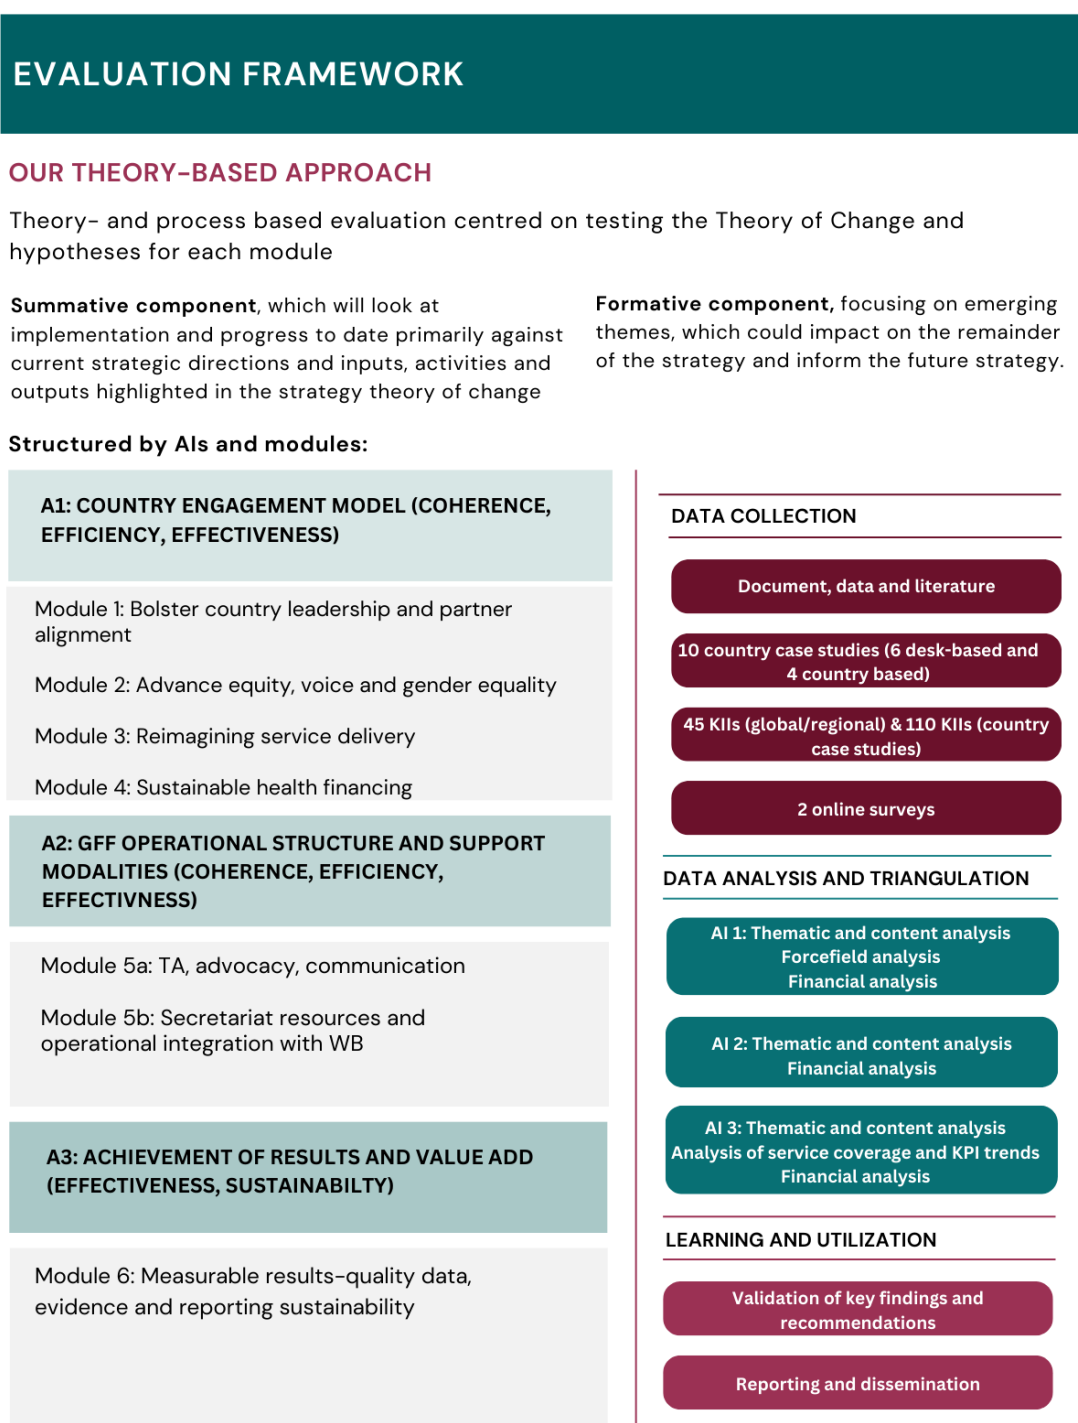 EVALUATION FRAMEWORK
OUR THEORY-BASED APPROACH
Theory- and process based evaluation centred on testing the Theory of Change and
hypotheses for each module
Summative component, which will look at
implementation and progress to date primarily against
current strategic directions and inputs, activities and
outputs highlighted in the strategy theory of change
Formative component, focusing on emerging
themes, which could impact on the remainder
of the strategy and inform the future strategy.
Structured by AIs and modules:
A1: COUNTRY ENGAGEMENT MODEL (COHERENCE,
EFFICIENCY, EFFECTIVENESS)
Module 1: Bolster country leadership and partner
alignment
Module 2: Advance equity, voice and gender equality
Module 3: Reimagining service delivery
Module 4: Sustainable health financing
A2: GFF OPERATIONAL STRUCTURE AND SUPPORT
MODALITIES (COHERENCE, EFFICIENCY,
EFFECTIVNESS)
Module 5a: TA, advocacy, communication
Module 5b: Secretariat resources and
operational integration with WB
A3: ACHIEVEMENT OF RESULTS AND VALUE ADD
(EFFECTIVENESS, SUSTAINABILTY)
Module 6: Measurable results-quality data,
evidence and reporting sustainability
DATA COLLECTION
Document, data and literature
10 country case studies (6 desk-based and
4 country based)
45 KIIs (global/regional) & 110 KIIs (country
case studies)
2 online surveys
DATA ANALYSIS AND TRIANGULATION
AI 1: Thematic and content analysis
Forcefield analysis
Financial analysis
AI 2: Thematic and content analysis
Financial analysis
AI 3: Thematic and content analysis
Analysis of service coverage and KPI trends
Financial analysis
LEARNING AND UTILIZATION
Validation of key findings and
recommendations
Reporting and dissemination